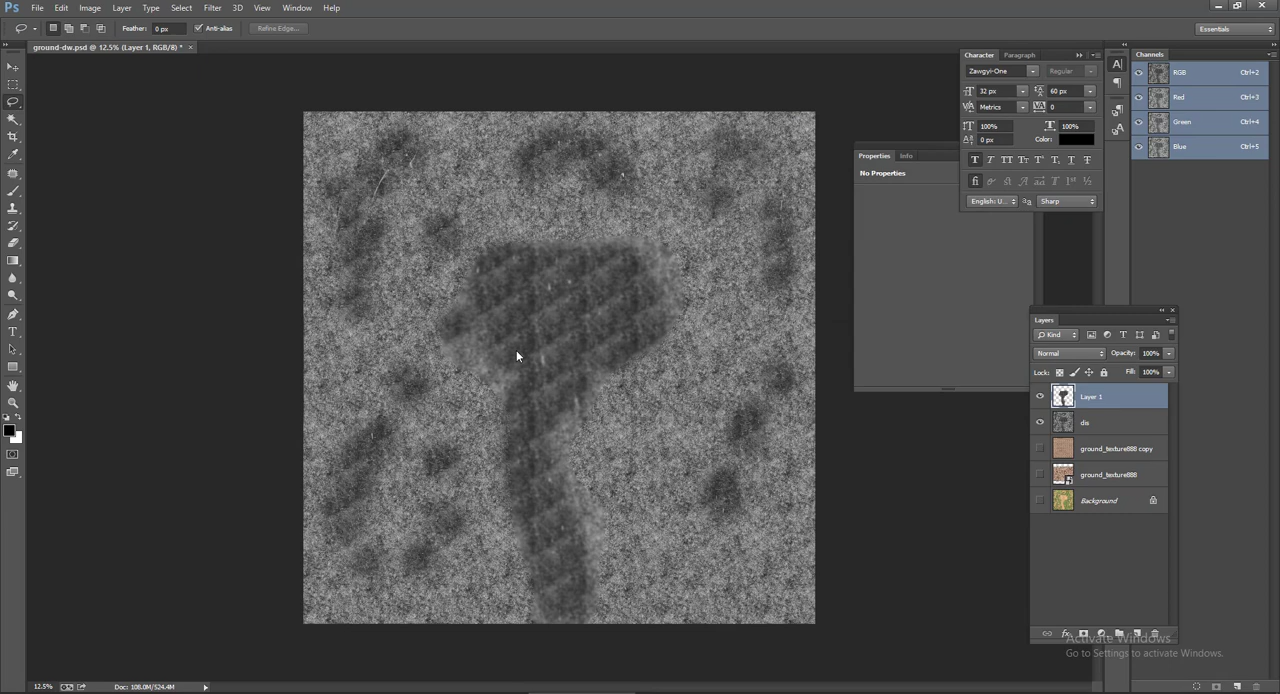 Ps File Edit Image Layer Type Select Filter 3D View Window Help
Feather: 0 px Anti-alias Refine Edge... Essentials
ground-dw.psd @ 12.5% (Layer 1, RGB/8) * ×
Character Paragraph
Zawgyi-One Regular
32 px 60 px
Metrics 0
100% 100%
0 px Color:
English: U... Sharp
Channels
RGB Ctrl+2
Red Ctrl+3
Green Ctrl+4
Blue Ctrl+5
Properties Info
No Properties
Layers
Kind
Normal Opacity: 100%
Lock: Fill: 100%
Layer 1
dis
ground_texture888 copy
ground_texture888
Background
Activate Windows
Go to Settings to activate Windows.
12.5% Doc: 108.0M/524.4M